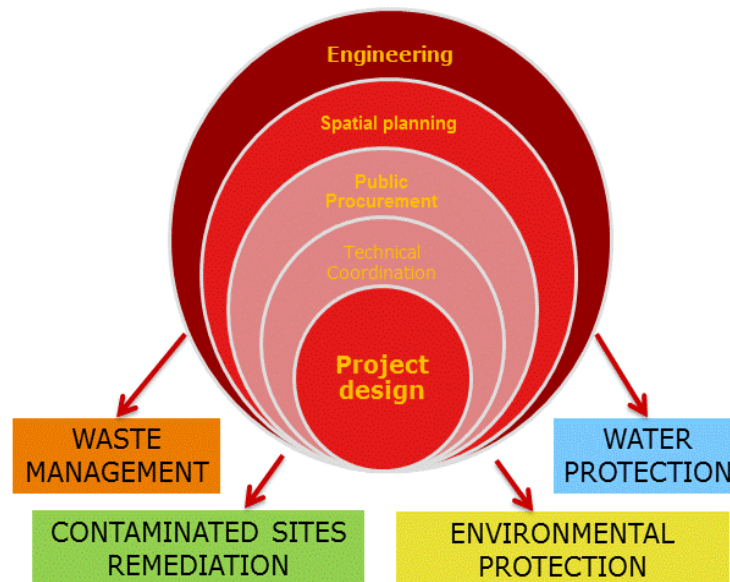 Engineering
Spatial planning
Public
Procurement
Technical
Coordination
Project
design
WASTE
MANAGEMENT
WATER
PROTECTION
CONTAMINATED SITES
REMEDIATION
ENVIRONMENTAL
PROTECTION